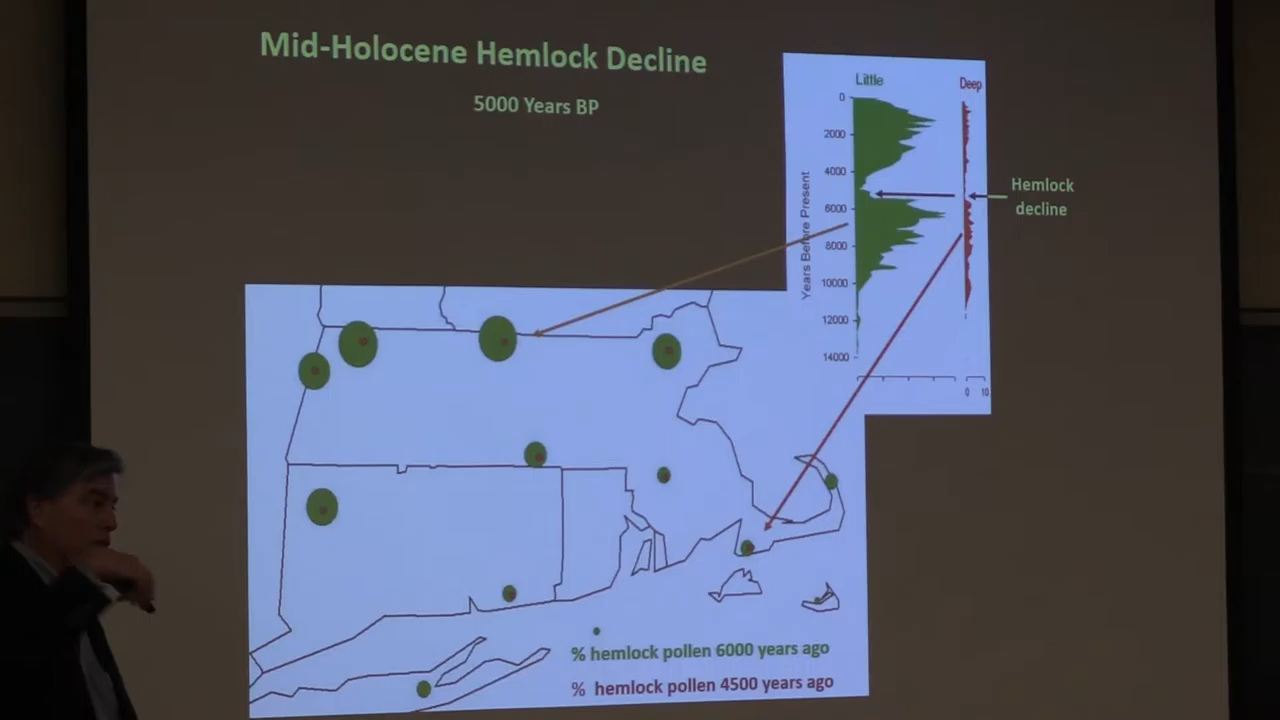 Mid-Holocene Hemlock Decline
5000 Years BP
Little
Deep
0
2000
4000
6000
8000
10000
12000
14000
Years Before Present
0 10
Hemlock
decline
% hemlock pollen 6000 years ago
% hemlock pollen 4500 years ago